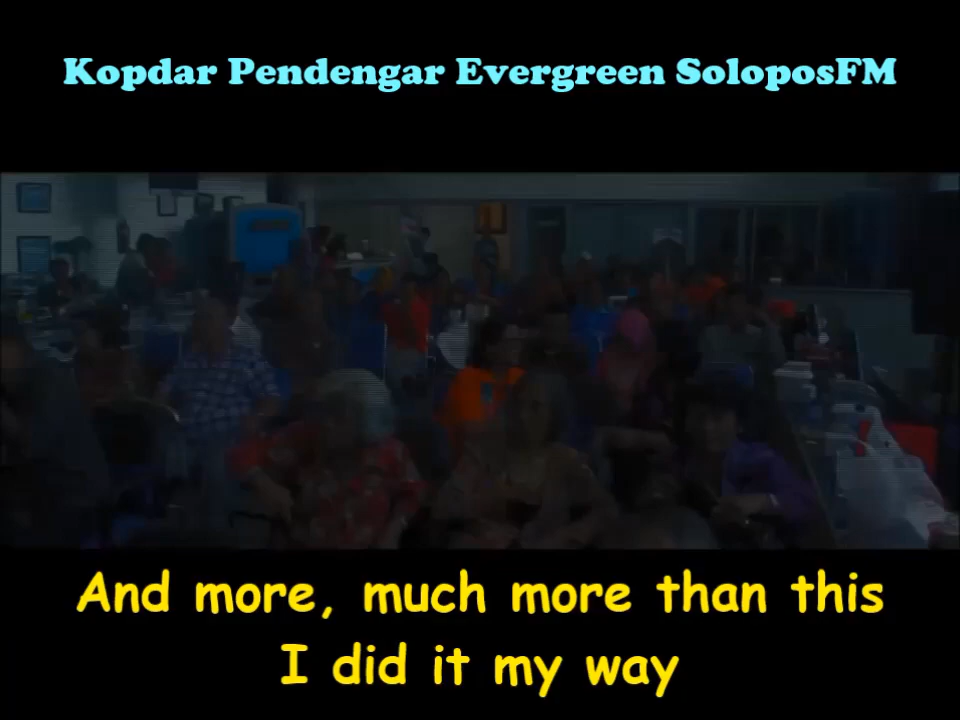 Kopdar Pendengar Evergreen SoloposFM
And more, much more than this
I did it my way